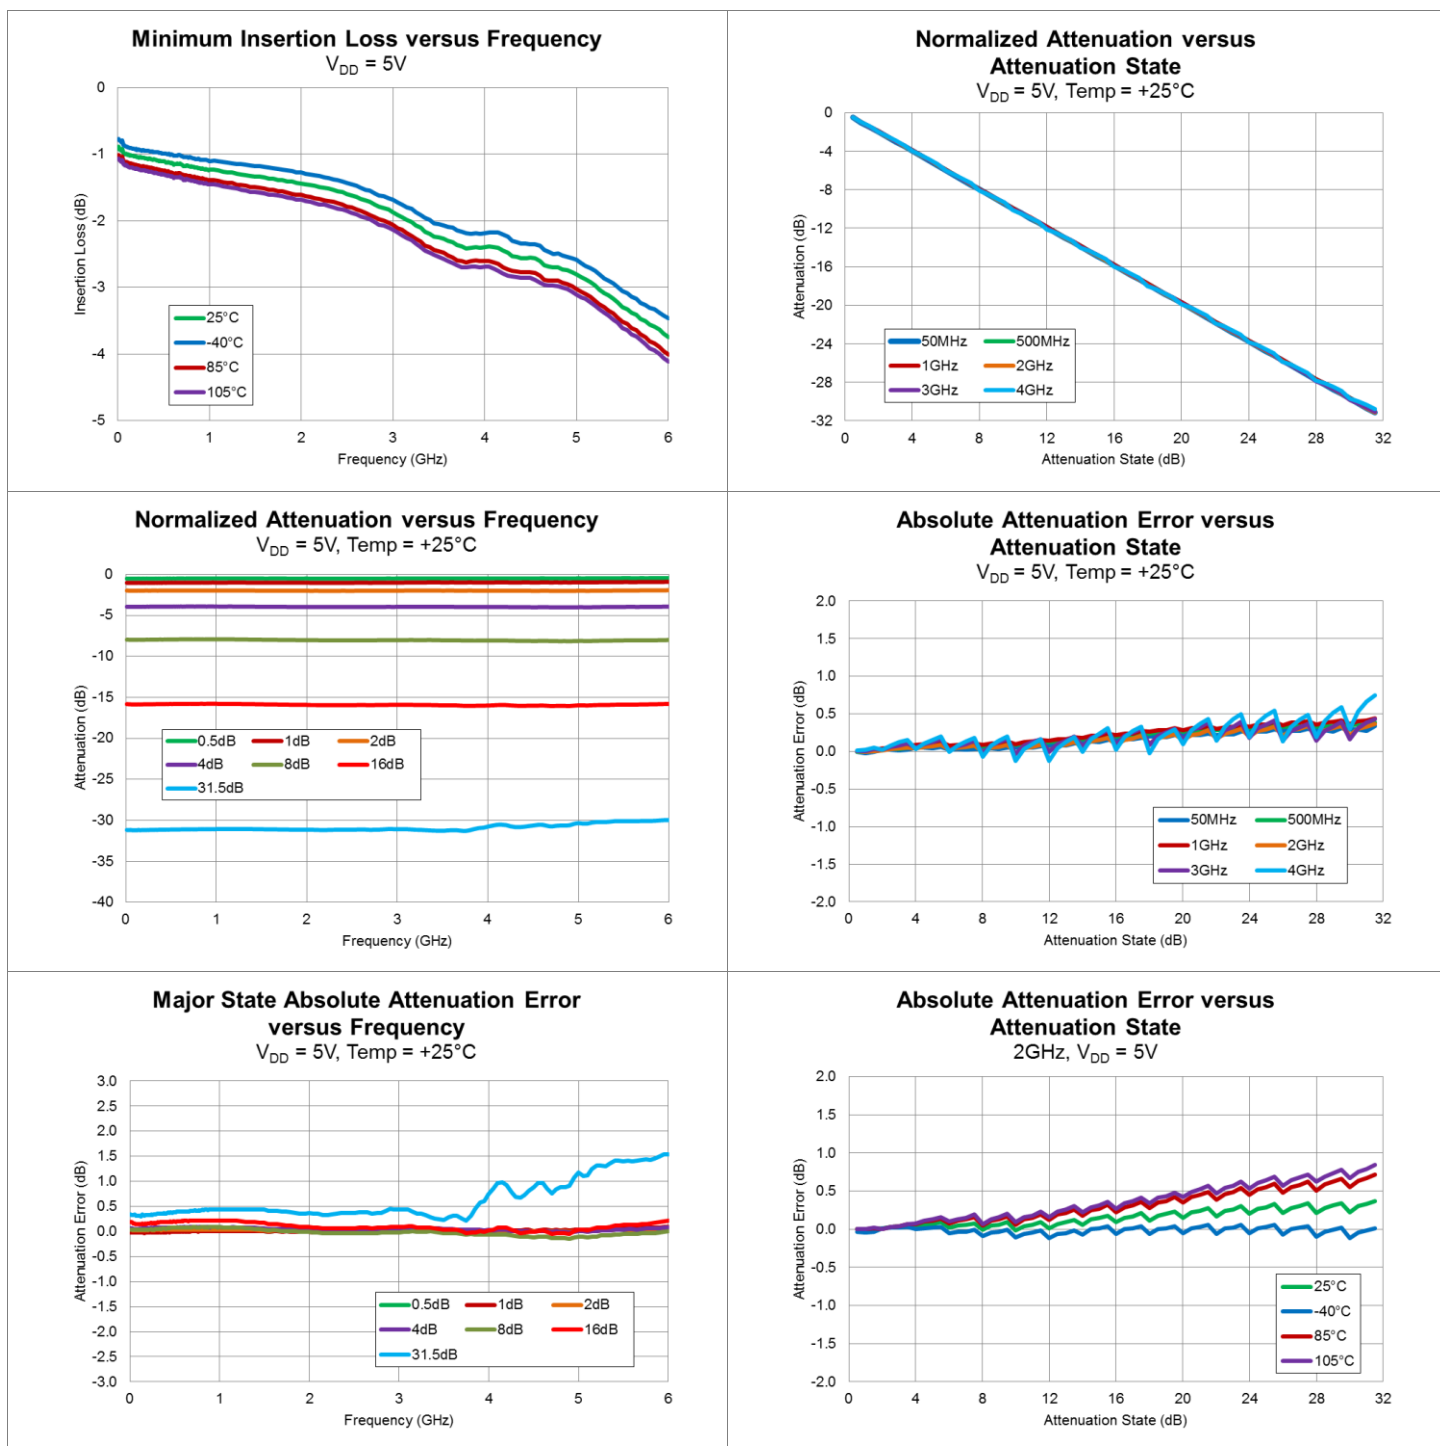 Minimum Insertion Loss versus Frequency
VDD = 5V
Insertion Loss (dB)
0
-1
-2
-3
-4
-5
25°C
-40°C
85°C
105°C
0 1 2 3 4 5 6
Frequency (GHz)
Normalized Attenuation versus
Attenuation State
VDD = 5V, Temp = +25°C
Attenuation (dB)
0
-4
-8
-12
-16
-20
-24
-28
-32
50MHz 500MHz
1GHz 2GHz
3GHz 4GHz
0 4 8 12 16 20 24 28 32
Attenuation State (dB)
Normalized Attenuation versus Frequency
VDD = 5V, Temp = +25°C
Attenuation (dB)
0
-5
-10
-15
-20
-25
-30
-35
-40
0.5dB 1dB 2dB
4dB 8dB 16dB
31.5dB
0 1 2 3 4 5 6
Frequency (GHz)
Absolute Attenuation Error versus
Attenuation State
VDD = 5V, Temp = +25°C
Attenuation Error (dB)
2.0
1.5
1.0
0.5
0.0
-0.5
-1.0
-1.5
-2.0
50MHz 500MHz
1GHz 2GHz
3GHz 4GHz
0 4 8 12 16 20 24 28 32
Attenuation State (dB)
Major State Absolute Attenuation Error
versus Frequency
VDD = 5V, Temp = +25°C
Attenuation Error (dB)
3.0
2.5
2.0
1.5
1.0
0.5
0.0
-0.5
-1.0
-1.5
-2.0
-2.5
-3.0
0.5dB 1dB 2dB
4dB 8dB 16dB
31.5dB
0 1 2 3 4 5 6
Frequency (GHz)
Absolute Attenuation Error versus
Attenuation State
2GHz, VDD = 5V
Attenuation Error (dB)
2.0
1.5
1.0
0.5
0.0
-0.5
-1.0
-1.5
-2.0
25°C
-40°C
85°C
105°C
0 4 8 12 16 20 24 28 32
Attenuation State (dB)